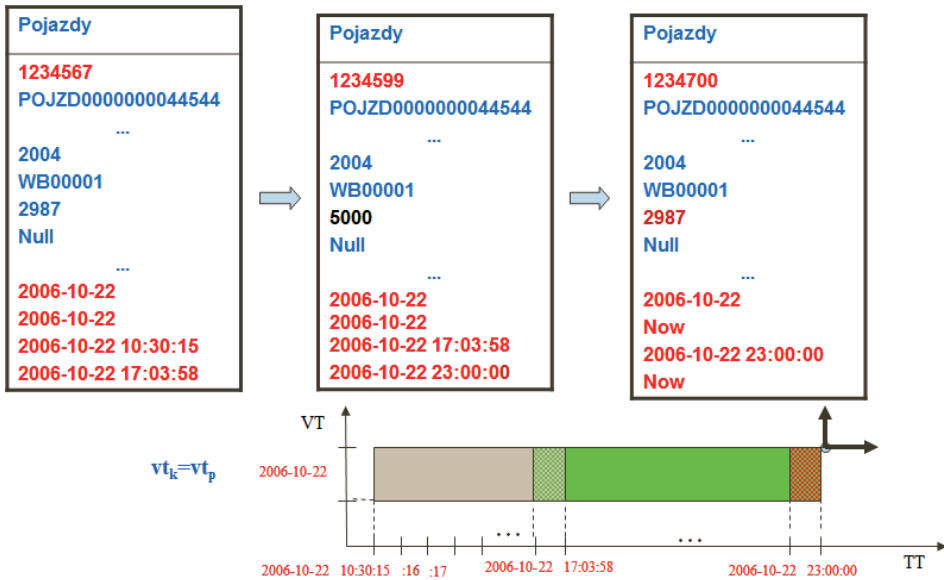 Pojazdy
1234567
POJZD0000000044544
...
2004
WB00001
2987
Null
...
2006-10-22
2006-10-22
2006-10-22 10:30:15
2006-10-22 17:03:58
Pojazdy
1234599
POJZD0000000044544
...
2004
WB00001
5000
Null
...
2006-10-22
2006-10-22
2006-10-22 17:03:58
2006-10-22 23:00:00
Pojazdy
1234700
POJZD0000000044544
...
2004
WB00001
2987
Null
...
2006-10-22
Now
2006-10-22 23:00:00
Now
VT
vtk=vtp
2006-10-22
... ...
TT
2006-10-22 10:30:15 :16 :17 2006-10-22 17:03:58 2006-10-22 23:00:00